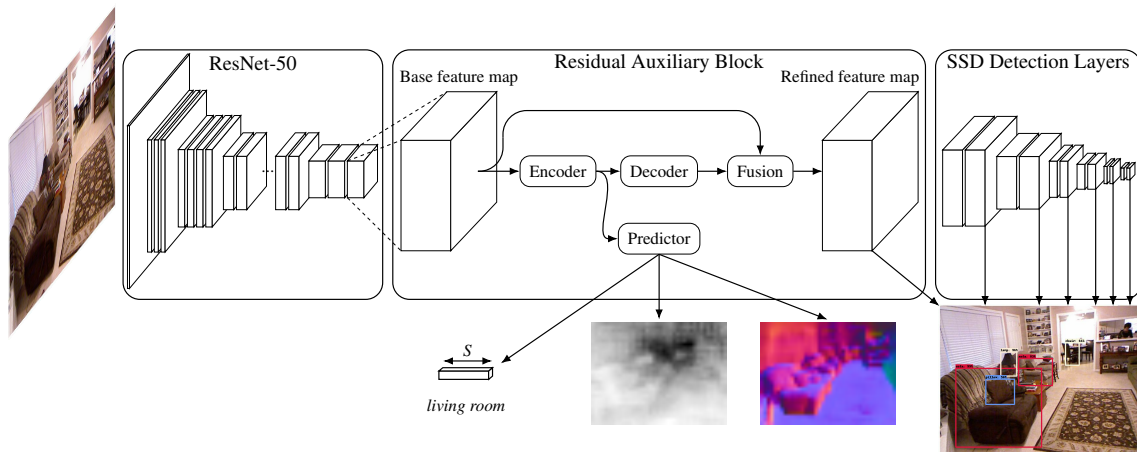 ResNet-50
Residual Auxiliary Block
SSD Detection Layers
Base feature map
Refined feature map
Encoder
Decoder
Fusion
Predictor
S
living room